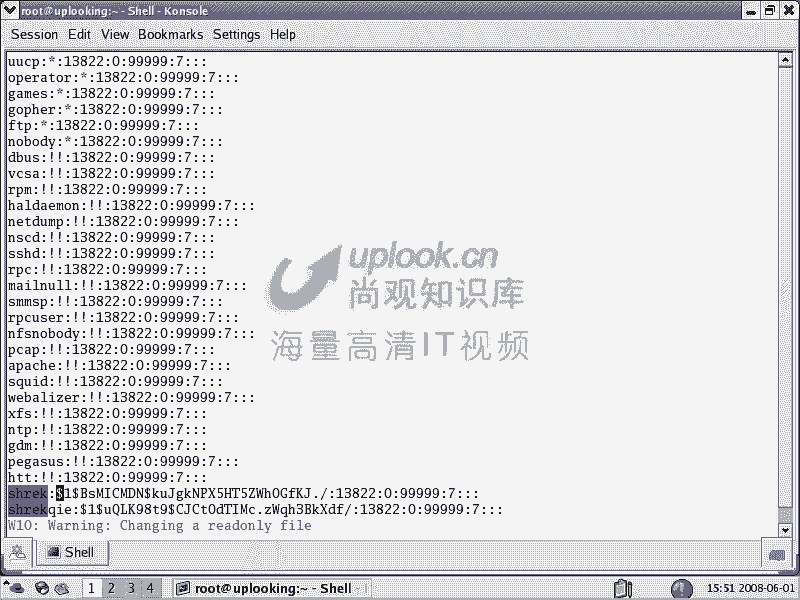 root@uplooking:~ - Shell - Konsole
Session Edit View Bookmarks Settings Help
uucp:*:13822:0:99999:7:::
operator:*:13822:0:99999:7:::
games:*:13822:0:99999:7:::
gopher:*:13822:0:99999:7:::
ftp:*:13822:0:99999:7:::
nobody:*:13822:0:99999:7:::
dbus:!!:13822:0:99999:7:::
vcsa:!!:13822:0:99999:7:::
rpm:!!:13822:0:99999:7:::
haldaemon:!!:13822:0:99999:7:::
netdump:!!:13822:0:99999:7:::
nscd:!!:13822:0:99999:7:::
sshd:!!:13822:0:99999:7:::
rpc:!!:13822:0:99999:7:::
mailnull:!!:13822:0:99999:7:::
smmsp:!!:13822:0:99999:7:::
rpcuser:!!:13822:0:99999:7:::
nfsnobody:!!:13822:0:99999:7:::
pcap:!!:13822:0:99999:7:::
apache:!!:13822:0:99999:7:::
squid:!!:13822:0:99999:7:::
webalizer:!!:13822:0:99999:7:::
xfs:!!:13822:0:99999:7:::
ntp:!!:13822:0:99999:7:::
gdm:!!:13822:0:99999:7:::
pegasus:!!:13822:0:99999:7:::
htt:!!:13822:0:99999:7:::
shrek:$1$BsMICMDN$kuJgkNPX5HT5ZWhOGfKJ./:13822:0:99999:7:::
shrekqie:$1$uQLK98t9$CJCtOdTIMc.zWqh3BkXdf/:13822:0:99999:7:::
W10: Warning: Changing a readonly file
uplook.cn
尚观知识库
海量高清IT视频
Shell
1 2 3 4
root@uplooking:~ - Shell
15:51 2008-06-01